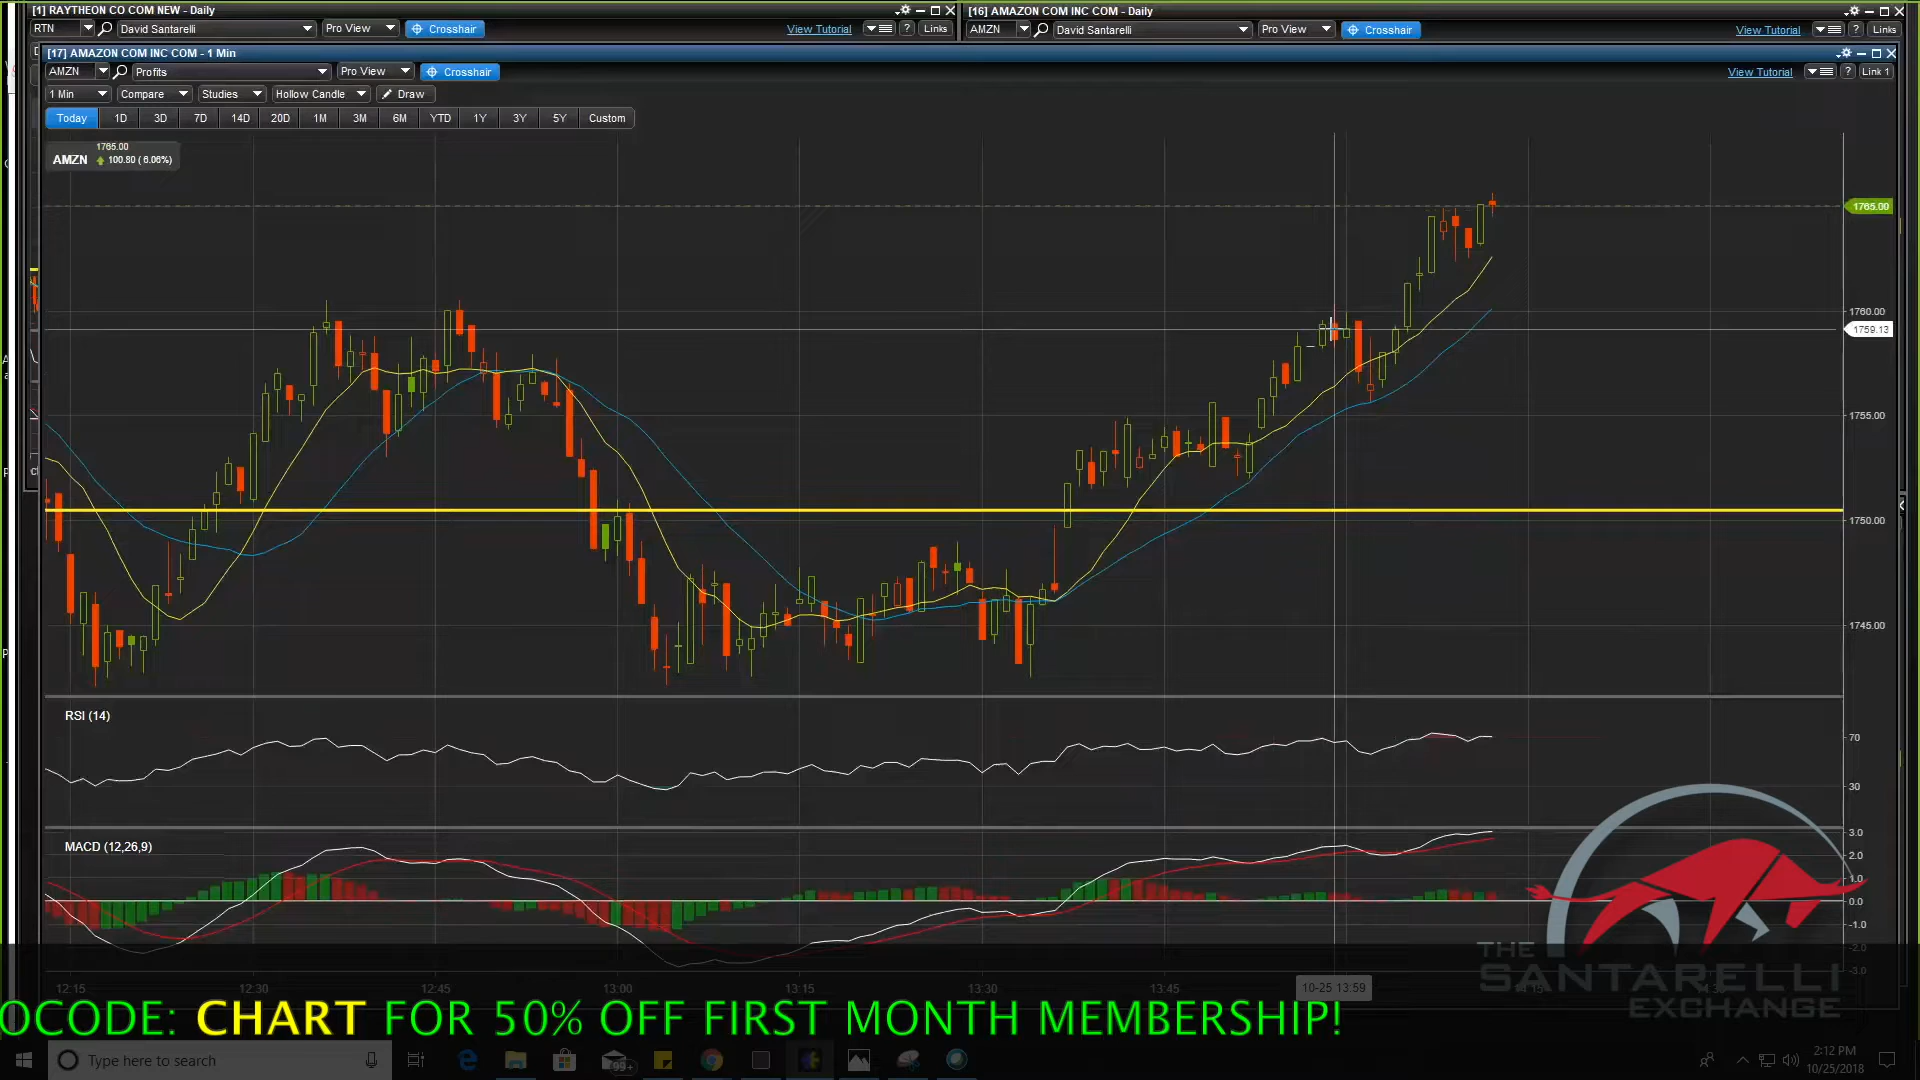 [1] RAYTHEON CO COM NEW - Daily
[16] AMAZON COM INC COM - Daily
RTN David Santarelli Pro View Crosshair View Tutorial ? Links
AMZN David Santarelli Pro View Crosshair View Tutorial ? Links
[17] AMAZON COM INC COM - 1 Min
AMZN Profits Pro View Crosshair View Tutorial ? Link 1
1 Min Compare Studies Hollow Candle Draw
Today 1D 3D 7D 14D 20D 1M 3M 6M YTD 1Y 3Y 5Y Custom
1765.00
AMZN 100.80 ( 6.06%)
1765.00
1760.00
1759.13
1755.00
1750.00
1745.00
RSI (14)
70
30
MACD (12,26,9)
3.0
2.0
1.0
0.0
-1.0
-2.0
-3.0
12:15 12:30 12:45 13:00 13:15 13:30 13:45 10-25 13:59 14:15
THE
SANTARELLI
EXCHANGE
OCODE: CHART FOR 50% OFF FIRST MONTH MEMBERSHIP!
Type here to search
99+
2:12 PM
10/25/2018